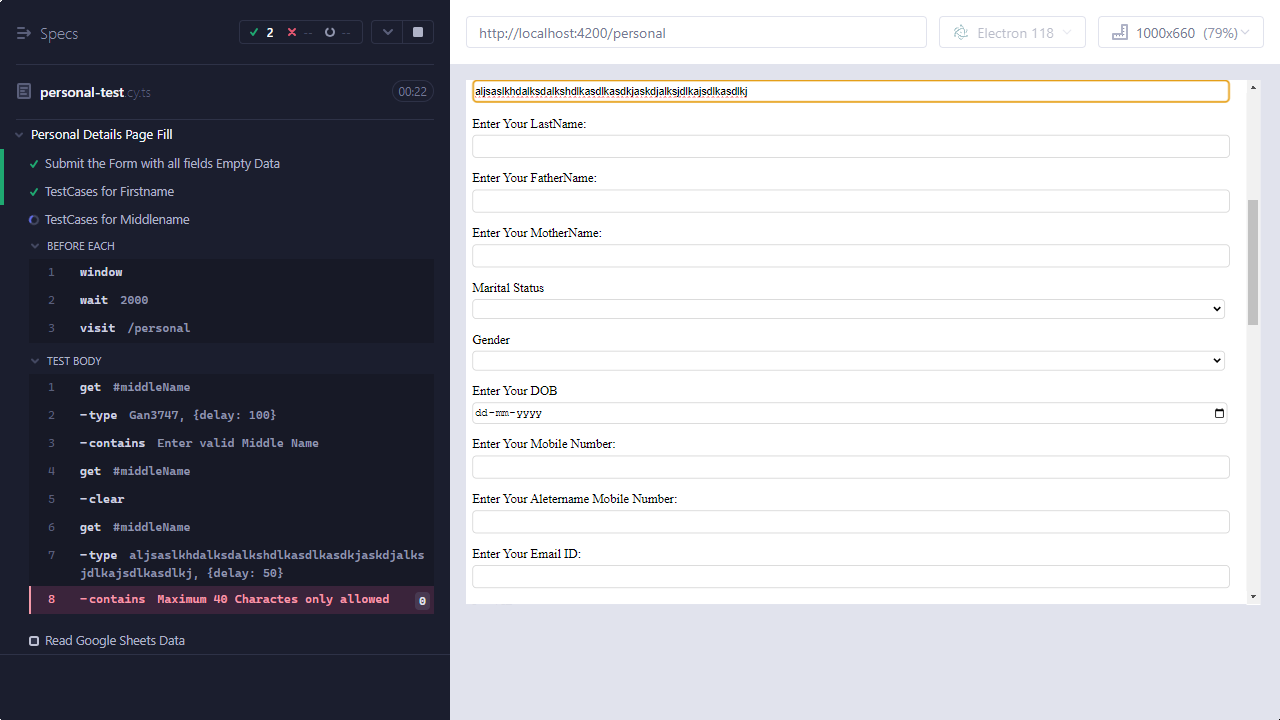 Specs
2 -- --
personal-test.cy.ts
00:22
Personal Details Page Fill
Submit the Form with all fields Empty Data
TestCases for Firstname
TestCases for Middlename
BEFORE EACH
1 window
2 wait 2000
3 visit /personal
TEST BODY
1 get #middleName
2 -type Gan3747, {delay: 100}
3 -contains Enter valid Middle Name
4 get #middleName
5 -clear
6 get #middleName
7 -type aljsaslkhdalksdalkshdlkasdlkasdkjaskdjalks
jdlkajsdlkasdlkj, {delay: 50}
8 -contains Maximum 40 Charactes only allowed 0
Read Google Sheets Data
http://localhost:4200/personal
Electron 118
1000x660 (79%)
aljsaslkhdalksdalkshdlkasdlkasdkjaskdjalksjdlkajsdlkasdlkj
Enter Your LastName:
Enter Your FatherName:
Enter Your MotherName:
Marital Status
Gender
Enter Your DOB
dd-mm-yyyy
Enter Your Mobile Number:
Enter Your Aletername Mobile Number:
Enter Your Email ID: